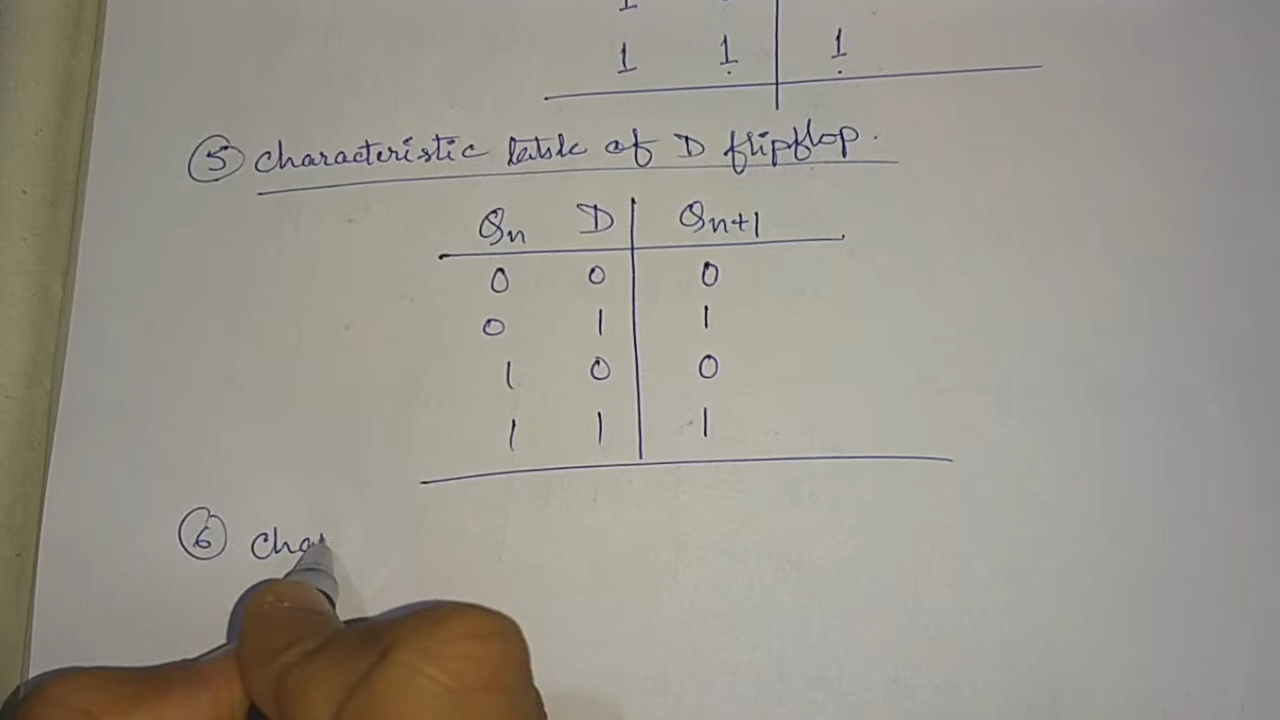 1 1 1
5 characteristic table of D flipflop.
Qn D Qn+1
0 0 0
0 1 1
1 0 0
1 1 1
6 cha